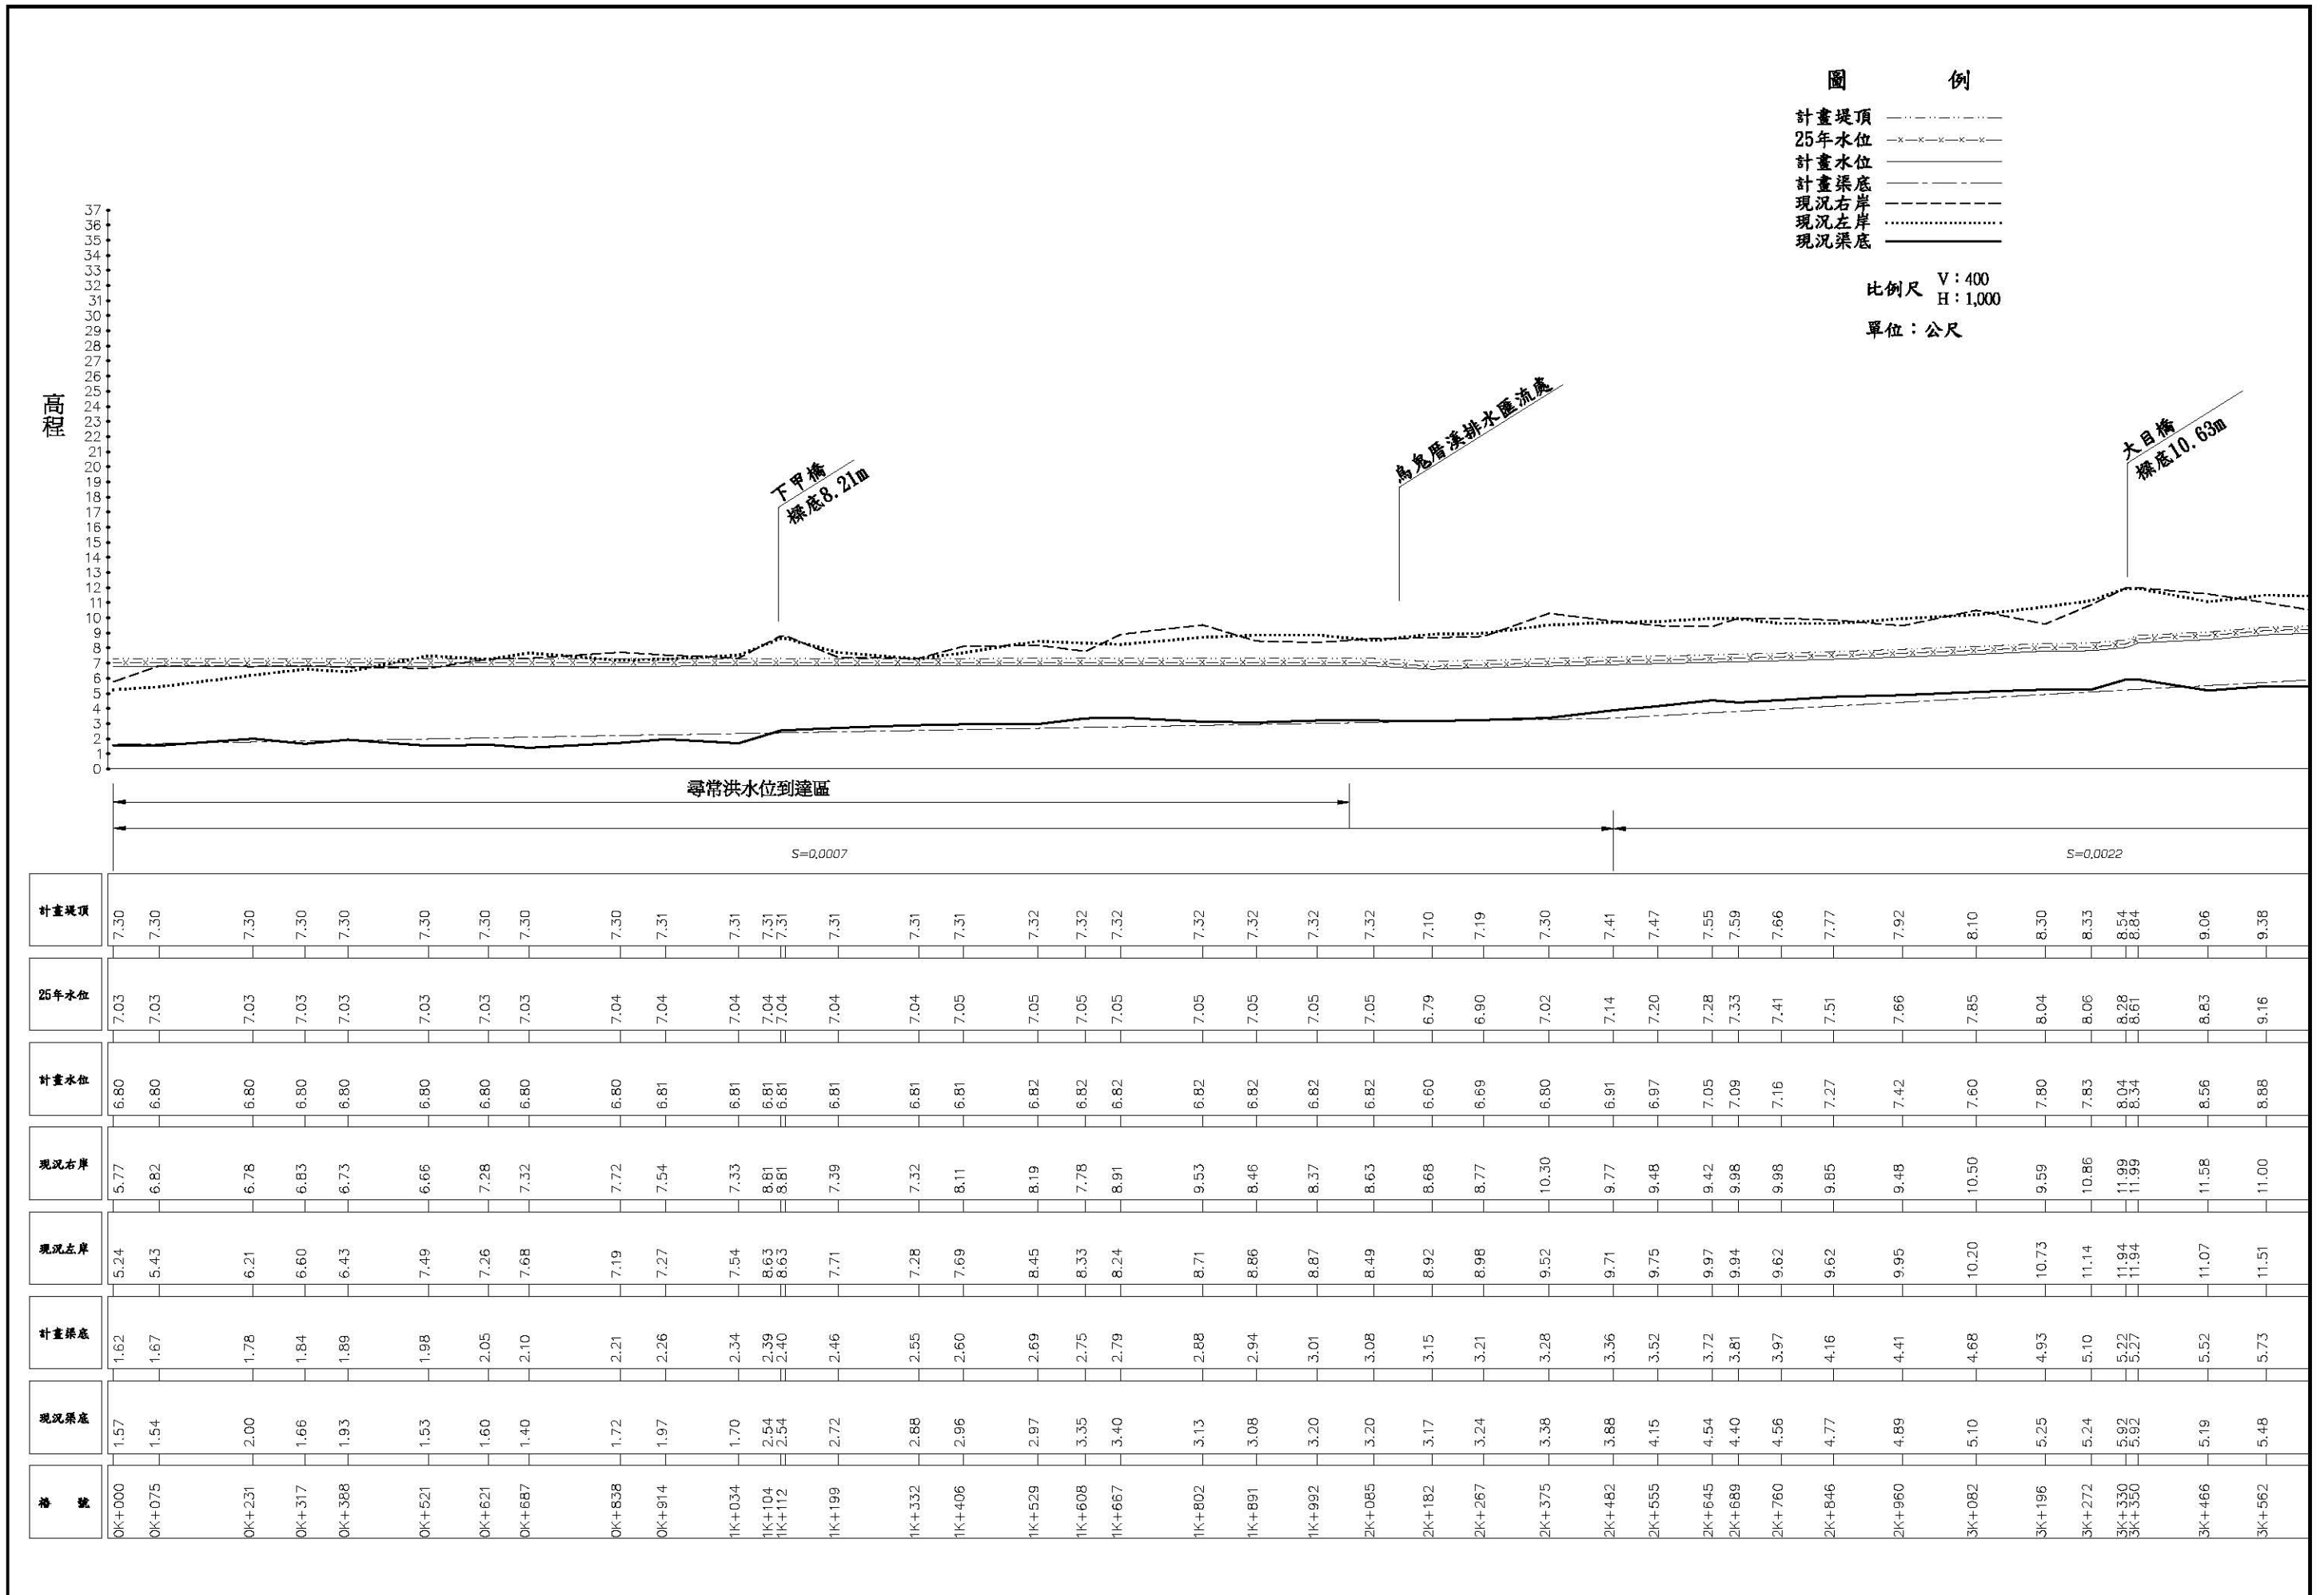 圖 例
計畫堤頂
25年水位
計畫水位
計畫渠底
現況右岸
現況左岸
現況渠底
比例尺 V：400
H：1,000
單位：公尺
高程
37
36
35
34
33
32
31
30
29
28
27
26
25
24
23
22
21
20
19
18
17
16
15
14
13
12
11
10
9
8
7
6
5
4
3
2
1
0
下甲橋
樑底8.21m
烏鬼厝溪排水匯流處
大目橋
樑底10.63m
尋常洪水位到達區
S=0.0007 S=0.0022
計畫堤頂 7.30 7.30 7.30 7.30 7.30 7.30 7.30 7.30 7.30 7.31 7.31 7.31 7.31 7.31 7.31 7.31 7.32 7.32 7.32 7.32 7.32 7.32 7.32 7.10 7.19 7.30 7.41 7.47 7.55 7.59 7.66 7.77 7.92 8.10 8.30 8.33 8.54 8.84 9.06 9.38
25年水位 7.03 7.03 7.03 7.03 7.03 7.03 7.03 7.03 7.04 7.04 7.04 7.04 7.04 7.04 7.04 7.05 7.05 7.05 7.05 7.05 7.05 7.05 7.05 6.79 6.90 7.02 7.14 7.20 7.28 7.33 7.41 7.51 7.66 7.85 8.04 8.06 8.28 8.61 8.83 9.16
計畫水位 6.80 6.80 6.80 6.80 6.80 6.80 6.80 6.80 6.80 6.81 6.81 6.81 6.81 6.81 6.81 6.81 6.82 6.82 6.82 6.82 6.82 6.82 6.82 6.60 6.69 6.80 6.91 6.97 7.05 7.09 7.16 7.27 7.42 7.60 7.80 7.83 8.04 8.34 8.56 8.88
現況右岸 5.77 6.82 6.78 6.83 6.73 6.66 7.28 7.32 7.72 7.54 7.33 8.81 8.81 7.39 7.32 8.11 8.19 7.78 8.91 9.53 8.46 8.37 8.63 8.68 8.77 10.30 9.77 9.48 9.42 9.98 9.98 9.85 9.48 10.50 9.59 10.86 11.99 11.99 11.58 11.00
現況左岸 5.24 5.43 6.21 6.60 6.43 7.49 7.26 7.68 7.19 7.27 7.54 8.63 8.63 7.71 7.28 7.69 8.45 8.33 8.24 8.71 8.86 8.87 8.49 8.92 8.98 9.52 9.71 9.75 9.97 9.94 9.62 9.62 9.95 10.20 10.73 11.14 11.94 11.94 11.07 11.51
計畫渠底 1.62 1.67 1.78 1.84 1.89 1.98 2.05 2.10 2.21 2.26 2.34 2.39 2.40 2.46 2.55 2.60 2.69 2.75 2.79 2.88 2.94 3.01 3.08 3.15 3.21 3.28 3.36 3.52 3.72 3.81 3.97 4.16 4.41 4.68 4.93 5.10 5.22 5.27 5.52 5.73
現況渠底 1.57 1.54 2.00 1.66 1.93 1.53 1.60 1.40 1.72 1.97 1.70 2.54 2.54 2.72 2.88 2.96 2.97 3.35 3.40 3.13 3.08 3.20 3.20 3.17 3.24 3.38 3.88 4.15 4.54 4.40 4.56 4.77 4.89 5.10 5.25 5.24 5.92 5.92 5.19 5.48
樁 號 0K+000 0K+075 0K+231 0K+317 0K+388 0K+521 0K+621 0K+687 0K+838 0K+914 1K+034 1K+104 1K+112 1K+199 1K+332 1K+406 1K+529 1K+608 1K+667 1K+802 1K+891 1K+992 2K+085 2K+182 2K+267 2K+375 2K+482 2K+555 2K+645 2K+689 2K+760 2K+846 2K+960 3K+082 3K+196 3K+272 3K+330 3K+350 3K+466 3K+562